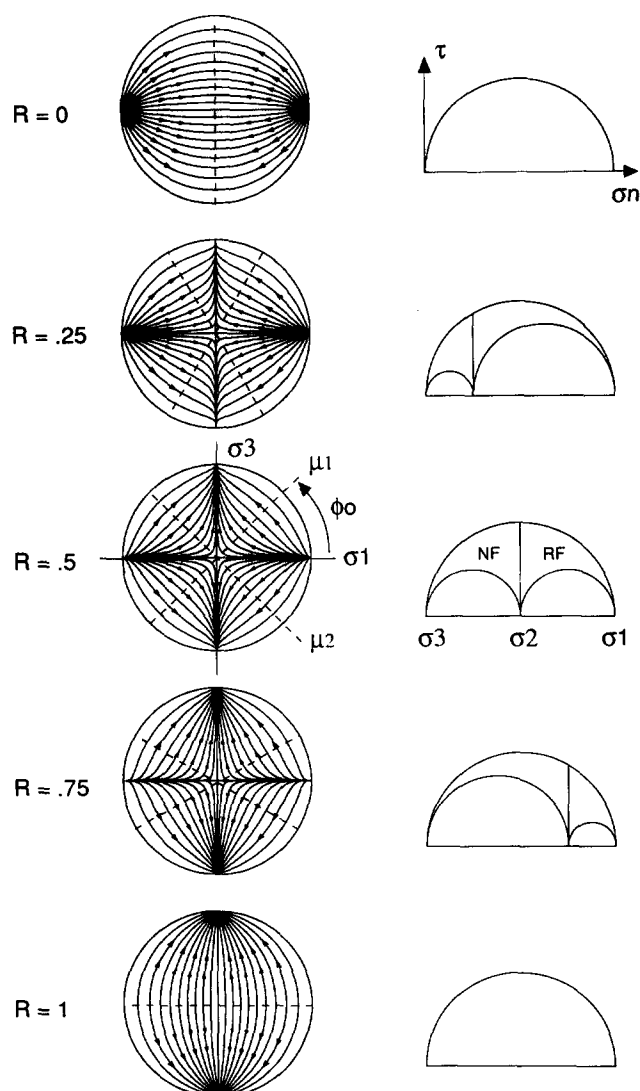 R = 0
τ
σn
R = .25
R = .5
σ3
μ1
φo
σ1
μ2
NF RF
σ3 σ2 σ1
R = .75
R = 1